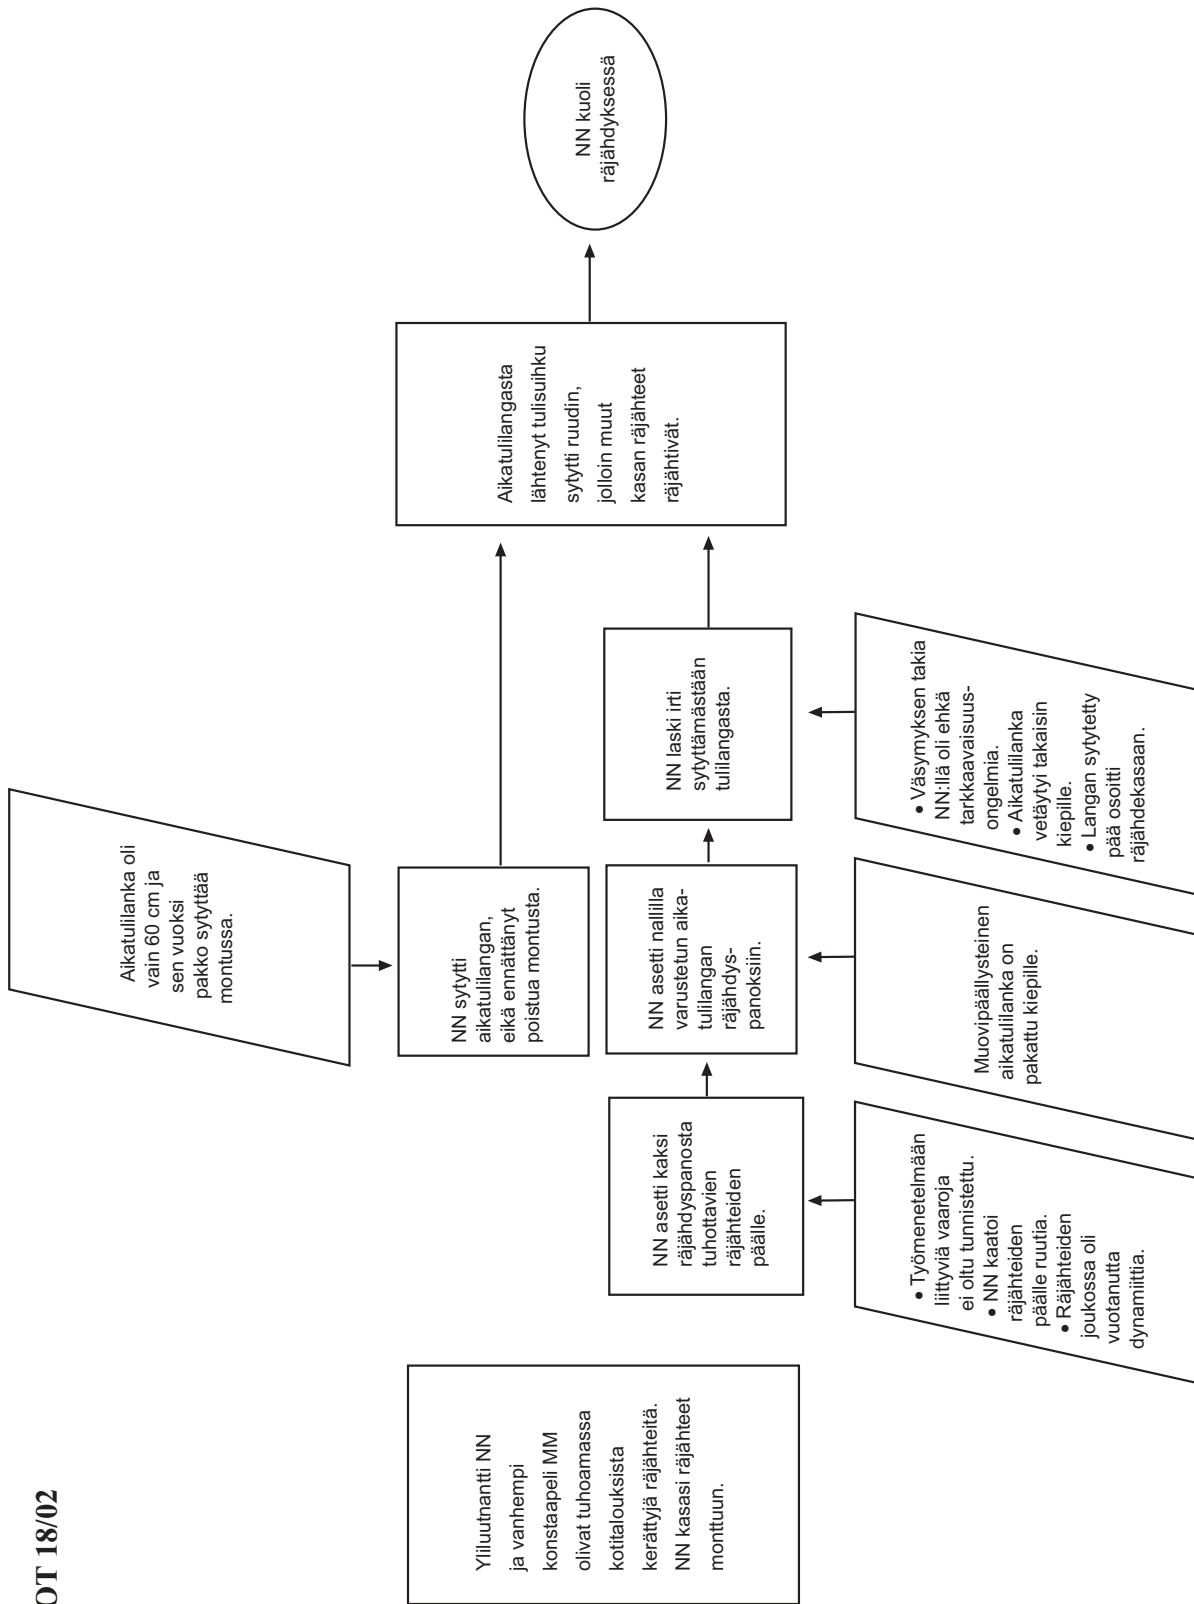 OT 18/02
Yliluutnantti NN
ja vanhempi
konstaapeli MM
olivat tuhoamassa
kotitalouksista
kerättyjä räjähteitä.
NN kasasi räjähteet
monttuun.
NN asetti kaksi
räjähdyspanosta
tuhottavien
räjähteiden
päälle.
• Työmenetelmään
liittyviä vaaroja
ei oltu tunnistettu.
• NN kaatoi
räjähteiden
päälle ruutia.
• Räjähteiden
joukossa oli
vuotanutta
dynamiittia.
Aikatulilanka oli
vain 60 cm ja
sen vuoksi
pakko sytyttää
montussa.
NN sytytti
aikatulilangan,
eikä ennättänyt
poistua montusta.
NN asetti nallilla
varustetun aika-
tulilangan
räjähdys-
panoksiin.
Muovipäällysteinen
aikatulilanka on
pakattu kiepille.
NN laski irti
sytyttämästään
tulilangasta.
• Väsymyksen takia
NN:llä oli ehkä
tarkkaavaisuus-
ongelmia.
• Aikatulilanka
vetäytyi takaisin
kiepille.
• Langan sytytetty
pää osoitti
räjähdekasaan.
Aikatulilangasta
lähtenyt tulisuihku
sytytti ruudin,
jolloin muut
kasan räjähteet
räjähtivät.
NN kuoli
räjähdyksessä